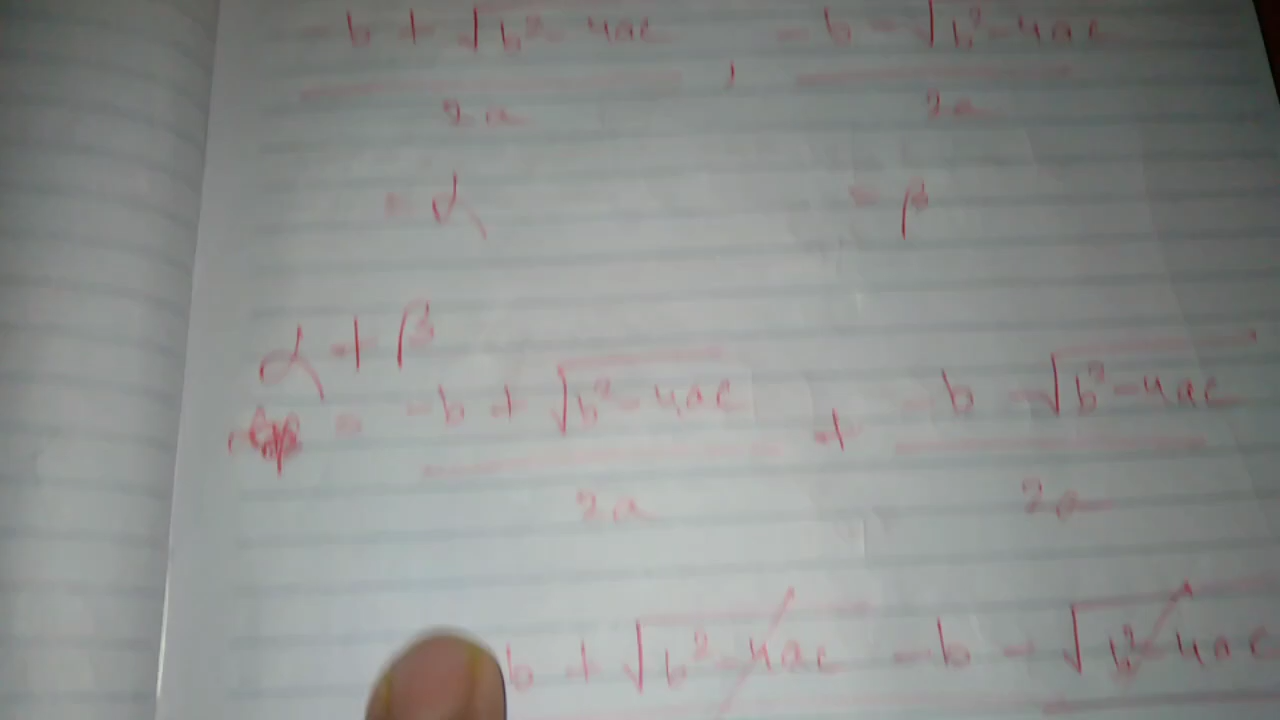 -b + √b² - 4ac , -b - √b² - 4ac
2a 2a
= α = β
α + β
= -b + √b² - 4ac + -b - √b² - 4ac
2a 2a
b + √b² - 4ac - b - √b² - 4ac